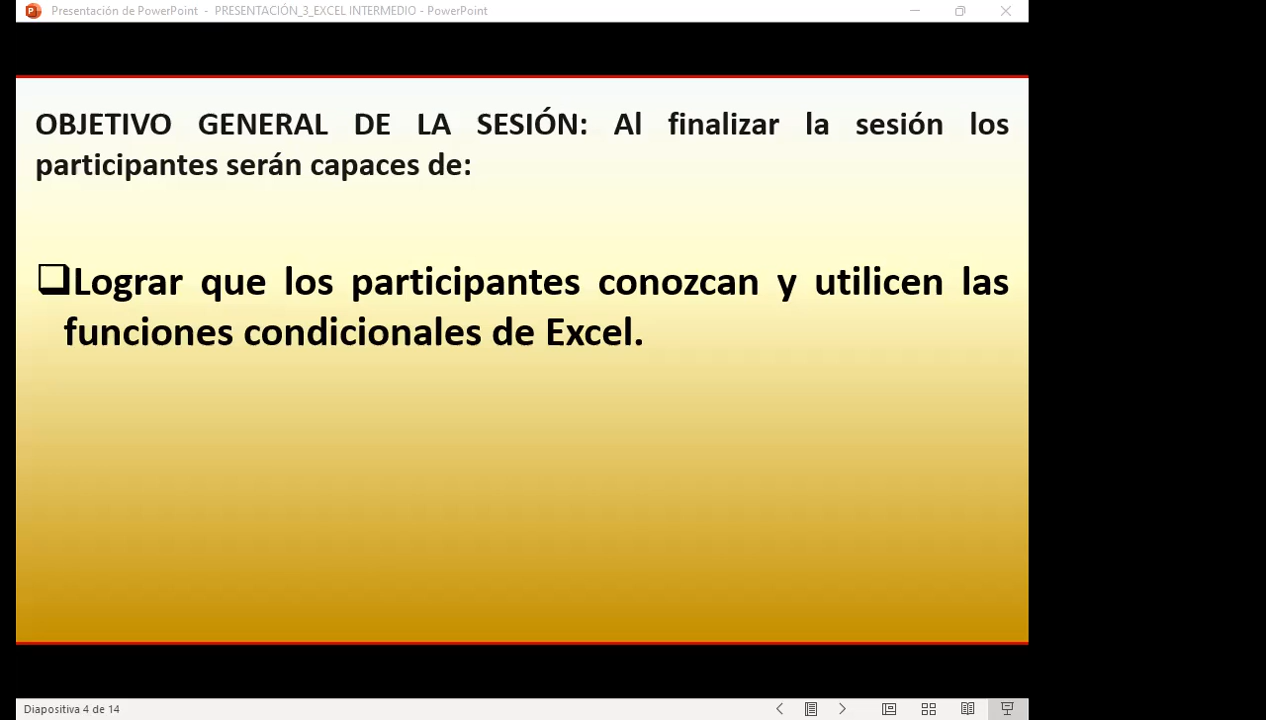 Presentación de PowerPoint - PRESENTACIÓN_3_EXCEL INTERMEDIO - PowerPoint
OBJETIVO GENERAL DE LA SESIÓN: Al finalizar la sesión los
participantes serán capaces de:
Lograr que los participantes conozcan y utilicen las
funciones condicionales de Excel.
Diapositiva 4 de 14